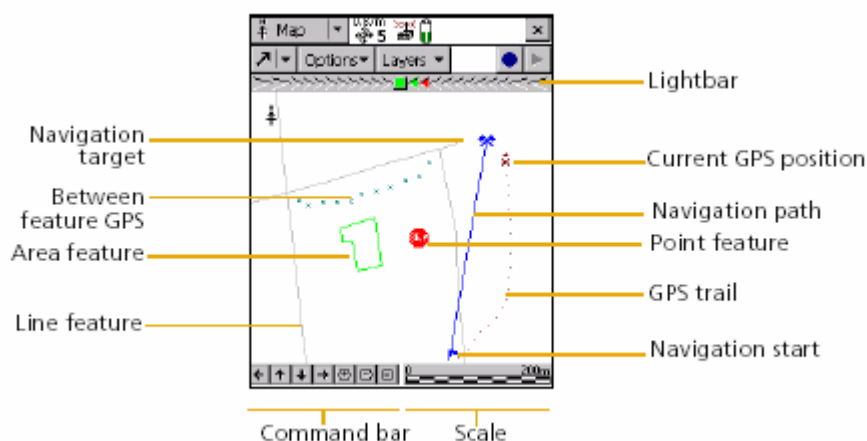 Map
5
Options
Layers
Lightbar
Navigation
target
Current GPS position
Between
feature GPS
Navigation path
Point feature
Area feature
GPS trail
Line feature
Navigation start
0
200m
Command bar
Scale